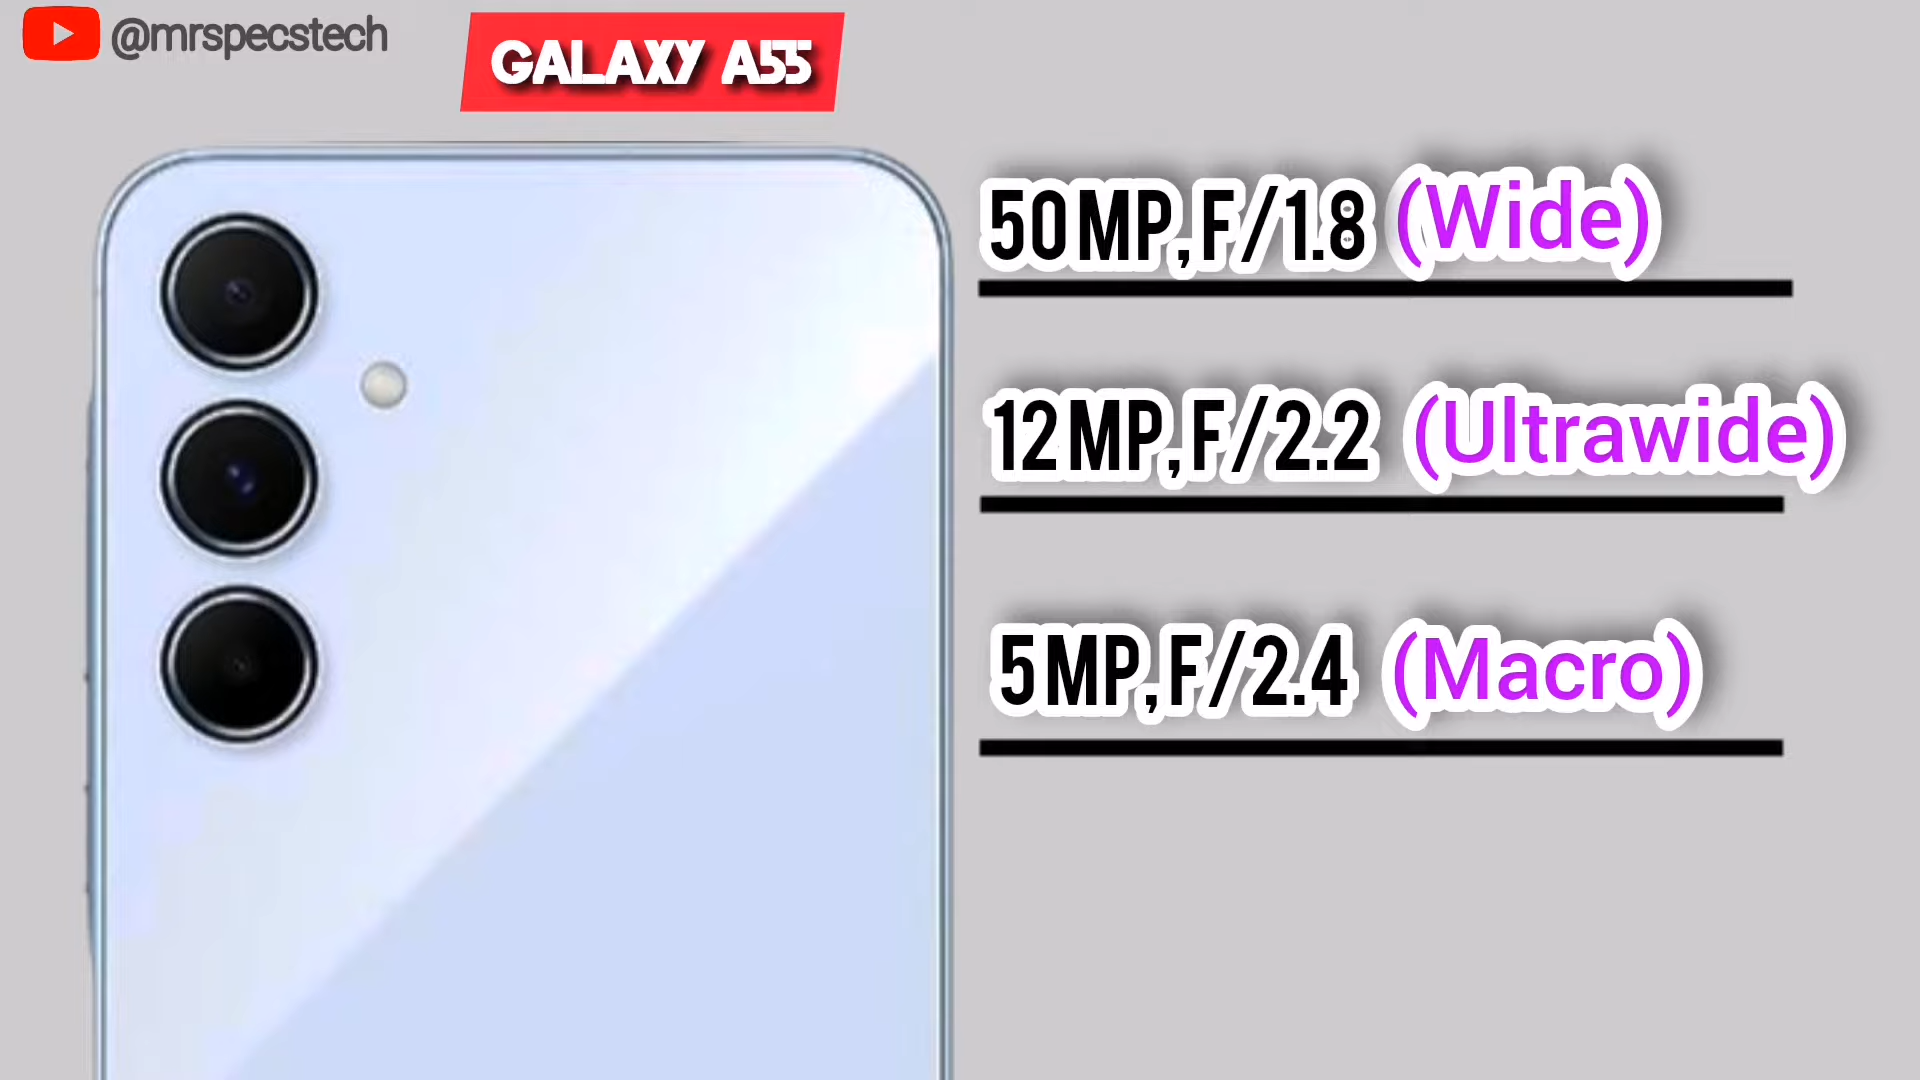 @mrspecstech
GALAXY A55
50MP,F/1.8 (Wide)
12MP,F/2.2 (Ultrawide)
5MP,F/2.4 (Macro)